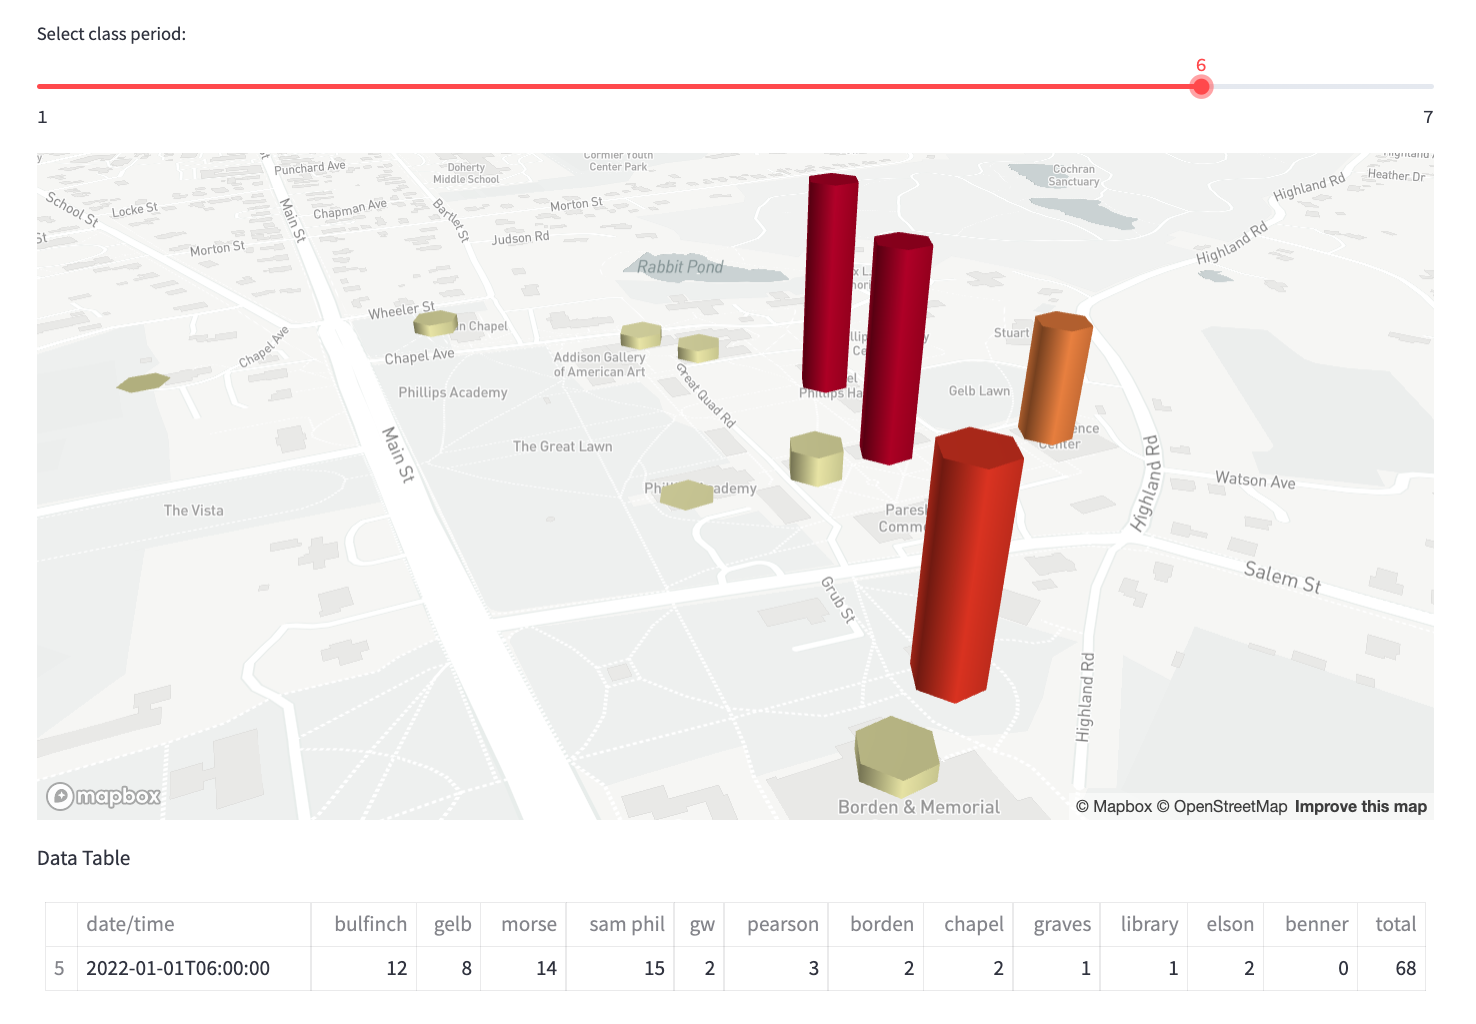 Select class period:
6
1
7
Cormier Youth
Center Park
Punchard Ave
Doherty
Middle School
Cochran
Sanctuary
Heather Dr
Highland Rd
School St
Locke St
Chapman Ave
Main St
Bartlet St
Morton St
Judson Rd
Morton St
Highland Rd
Rabbit Pond
Wheeler St
n Chapel
Chapel Ave
Chapel Ave
Addison Gallery
of American Art
Stuart
Phillips Academy
Great Quad Rd
Phillips Ha
Gelb Lawn
ence
Center
The Great Lawn
Main St
Highland Rd
Watson Ave
Phil ademy
The Vista
Paresk
Comm
Salem St
Grub St
Highland Rd
mapbox
Borden & Memorial
© Mapbox © OpenStreetMap Improve this map
Data Table
date/time bulfinch gelb morse sam phil gw pearson borden chapel graves library elson benner total
5 2022-01-01T06:00:00 12 8 14 15 2 3 2 2 1 1 2 0 68